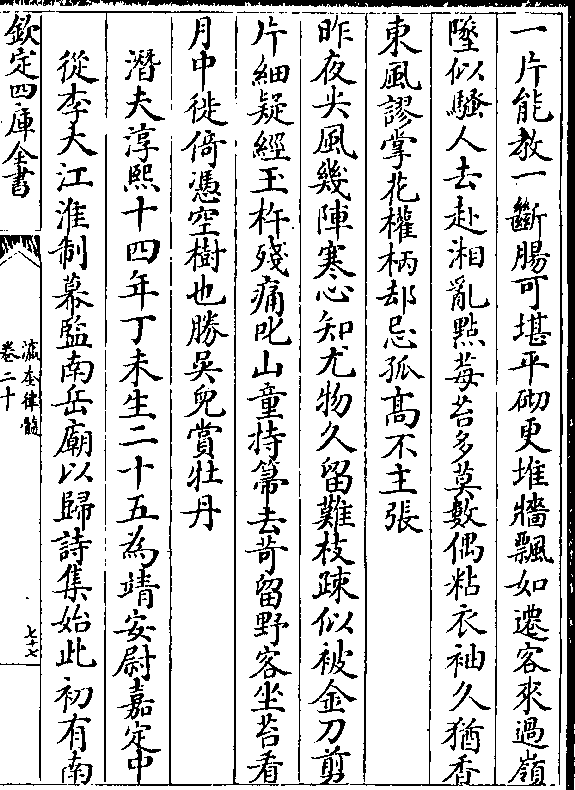 一片能教一斷腸可堪平砌更堆牆飄如遷客來過嶺
墜似騷人去赴湘亂點莓苔多莫數偶粘衣袖久猶香
東風謬掌花權柄却忌孤高不主張
昨夜尖風幾陣寒心知尤物久留難枝疎似被金刀剪
片細疑經玉杵殘痛叱山童持箒去苛留野客坐苔看
月中徙倚憑空樹也勝吳兒賞牡丹
潛夫淳熙十四年丁未生二十五為靖安尉嘉定中
從李大江淮制幕監南岳廟以歸詩集始此初有南
欽定四庫全書
瀛奎律髓
卷二十
七十七